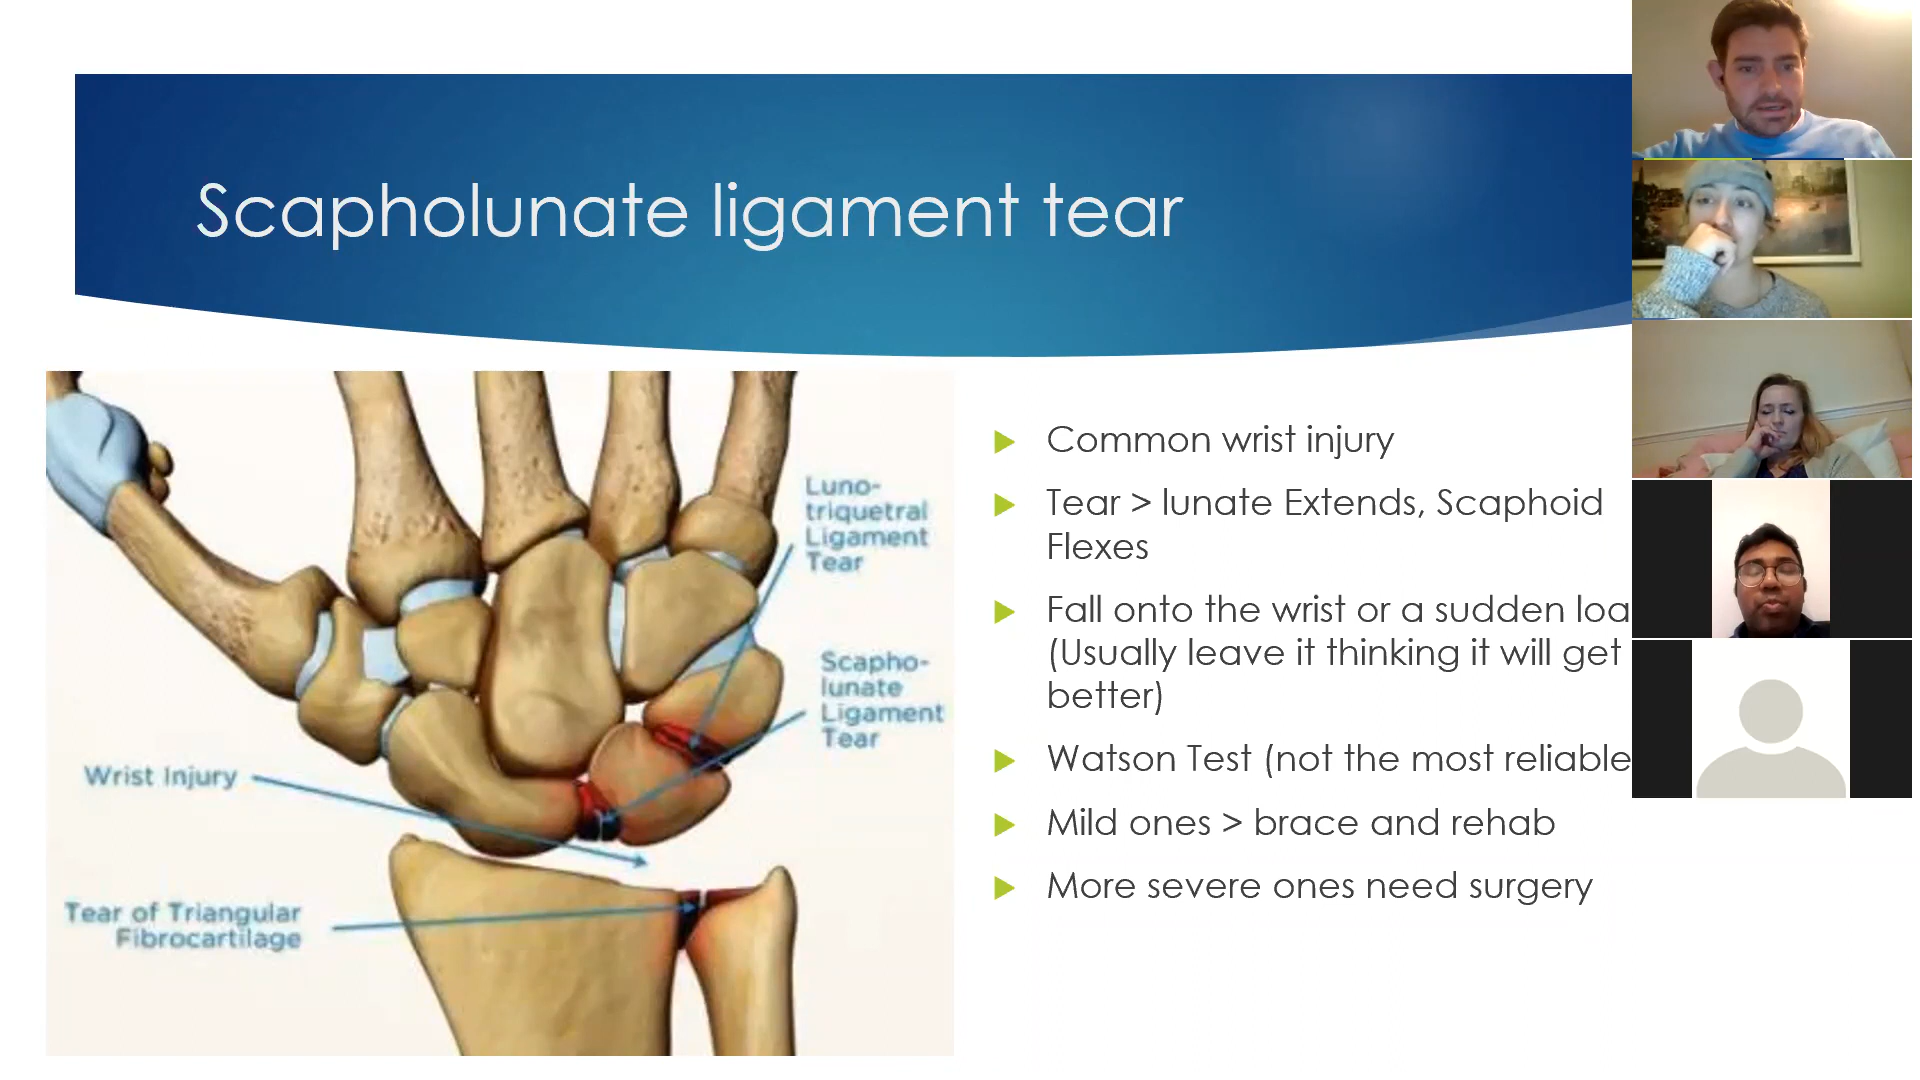 Scapholunate ligament tear
Luno-
triquetral
Ligament
Tear
Scapho-
lunate
Ligament
Tear
Wrist Injury
Tear of Triangular
Fibrocartilage
Common wrist injury
Tear > lunate Extends, Scaphoid
Flexes
Fall onto the wrist or a sudden loa
(Usually leave it thinking it will get
better)
Watson Test (not the most reliable
Mild ones > brace and rehab
More severe ones need surgery